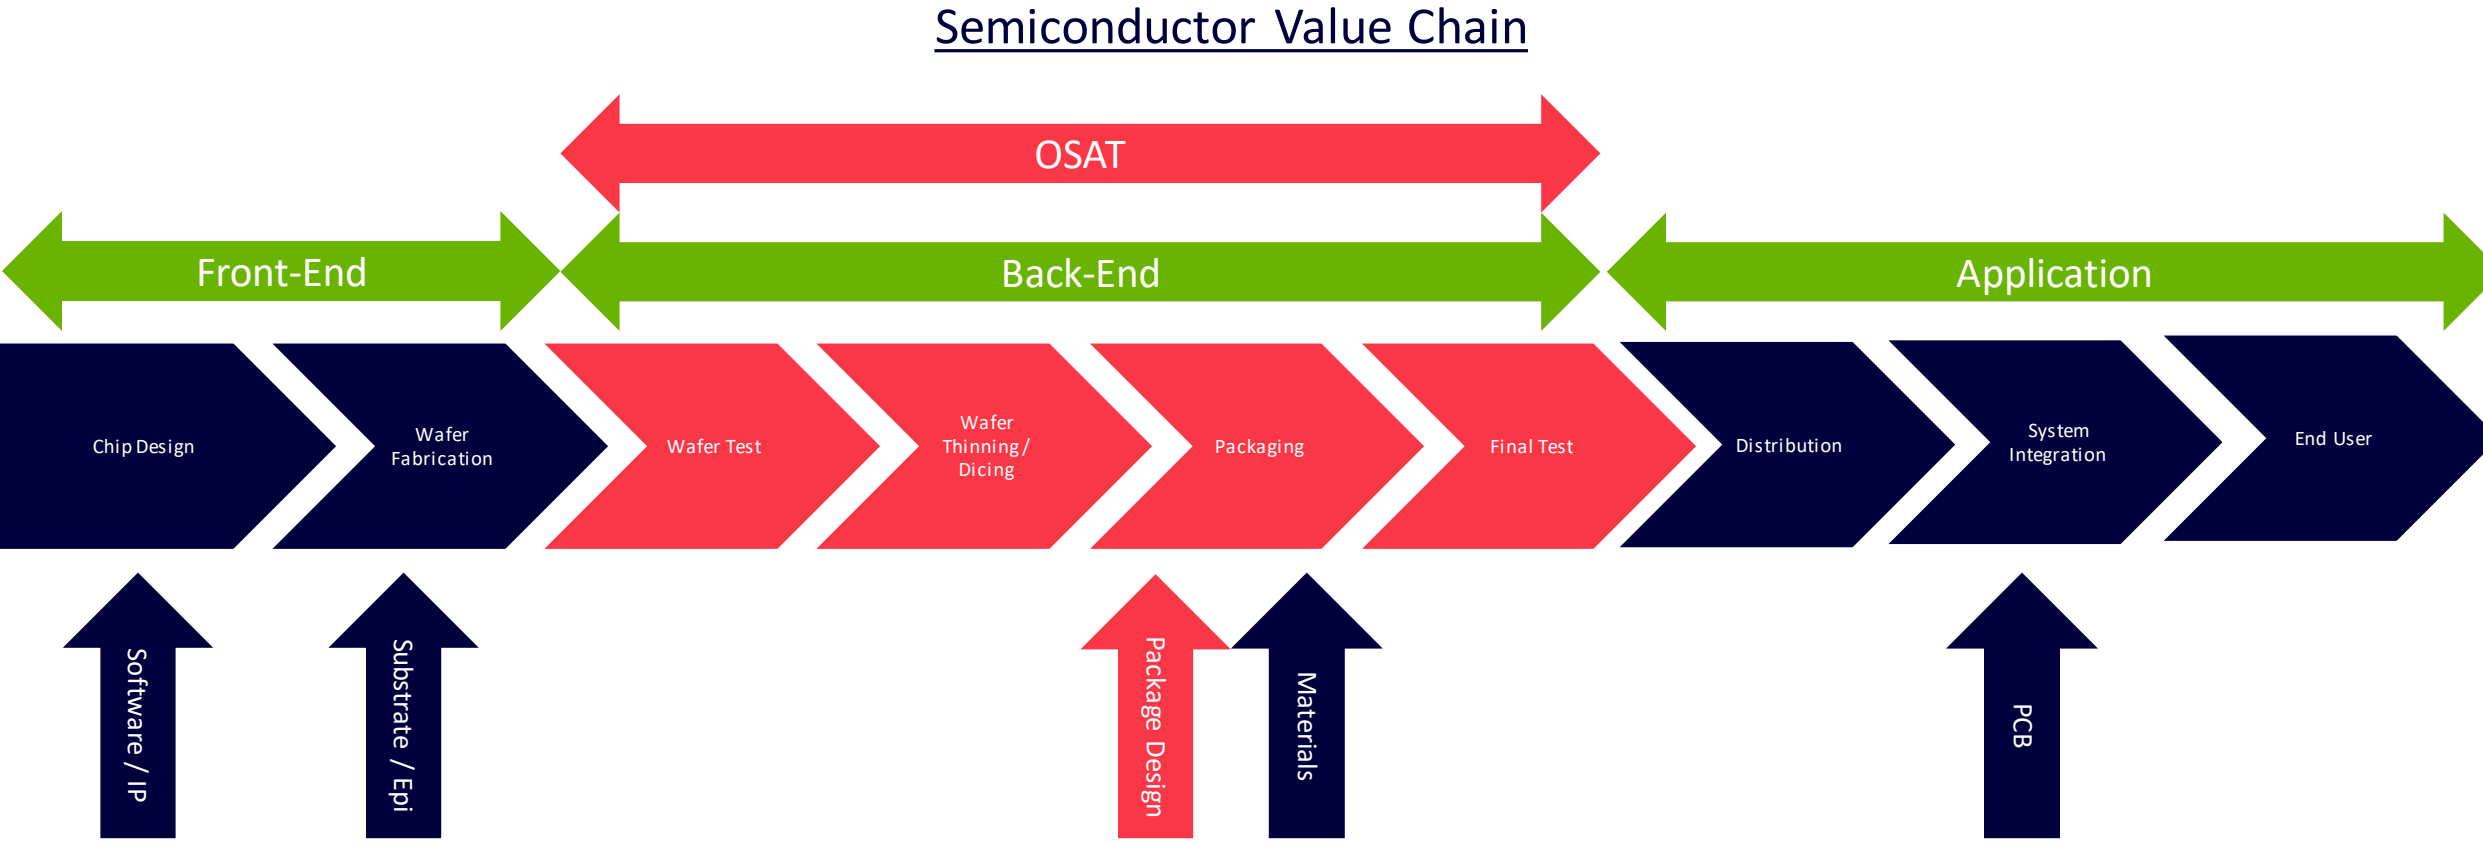 Semiconductor Value Chain
OSAT
Front-End
Back-End
Application
Chip Design
Wafer
Fabrication
Wafer Test
Wafer
Thinning /
Dicing
Packaging
Final Test
Distribution
System
Integration
End User
Software / IP
Substrate / Epi
Package Design
Materials
PCB